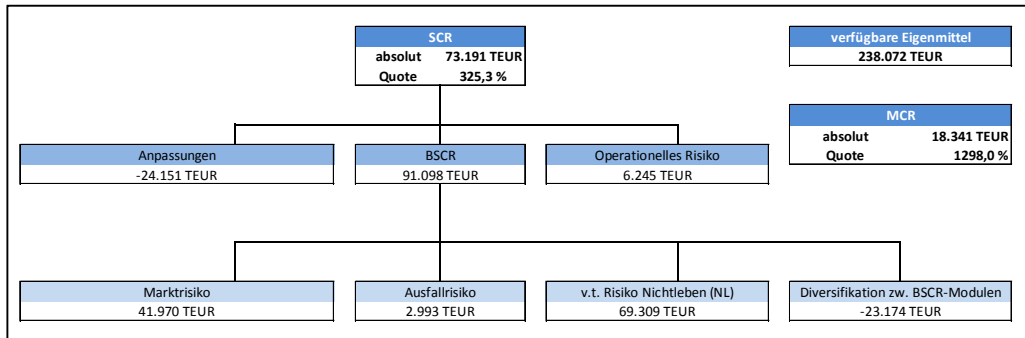 SCR
absolut 73.191 TEUR
Quote 325,3 %
verfügbare Eigenmittel
238.072 TEUR
MCR
absolut 18.341 TEUR
Quote 1298,0 %
Anpassungen
-24.151 TEUR
BSCR
91.098 TEUR
Operationelles Risiko
6.245 TEUR
Marktrisiko
41.970 TEUR
Ausfallrisiko
2.993 TEUR
v.t. Risiko Nichtleben (NL)
69.309 TEUR
Diversifikation zw. BSCR-Modulen
-23.174 TEUR